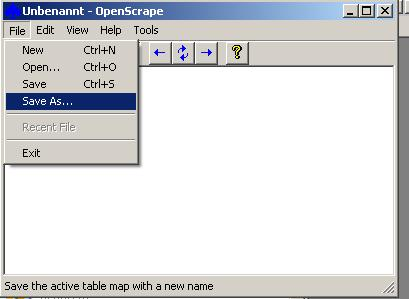 Unbenannt - OpenScrape
File Edit View Help Tools
New Ctrl+N
Open... Ctrl+O
Save Ctrl+S
Save As...
Recent File
Exit
?
Save the active table map with a new name